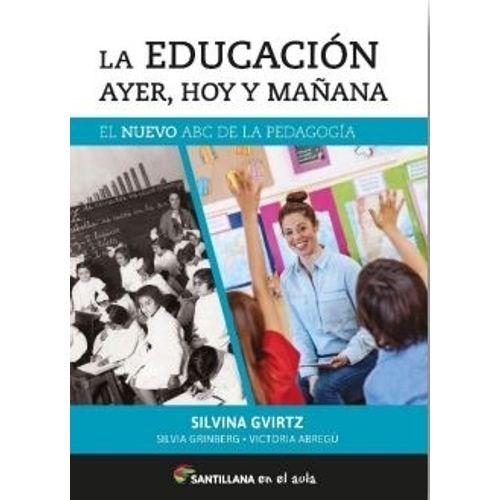 LA EDUCACIÓN
AYER, HOY Y MAÑANA
EL NUEVO ABC DE LA PEDAGOGÍA
SILVINA GVIRTZ
SILVIA GRINBERG • VICTORIA ABREGÚ
SANTILLANA en el aula